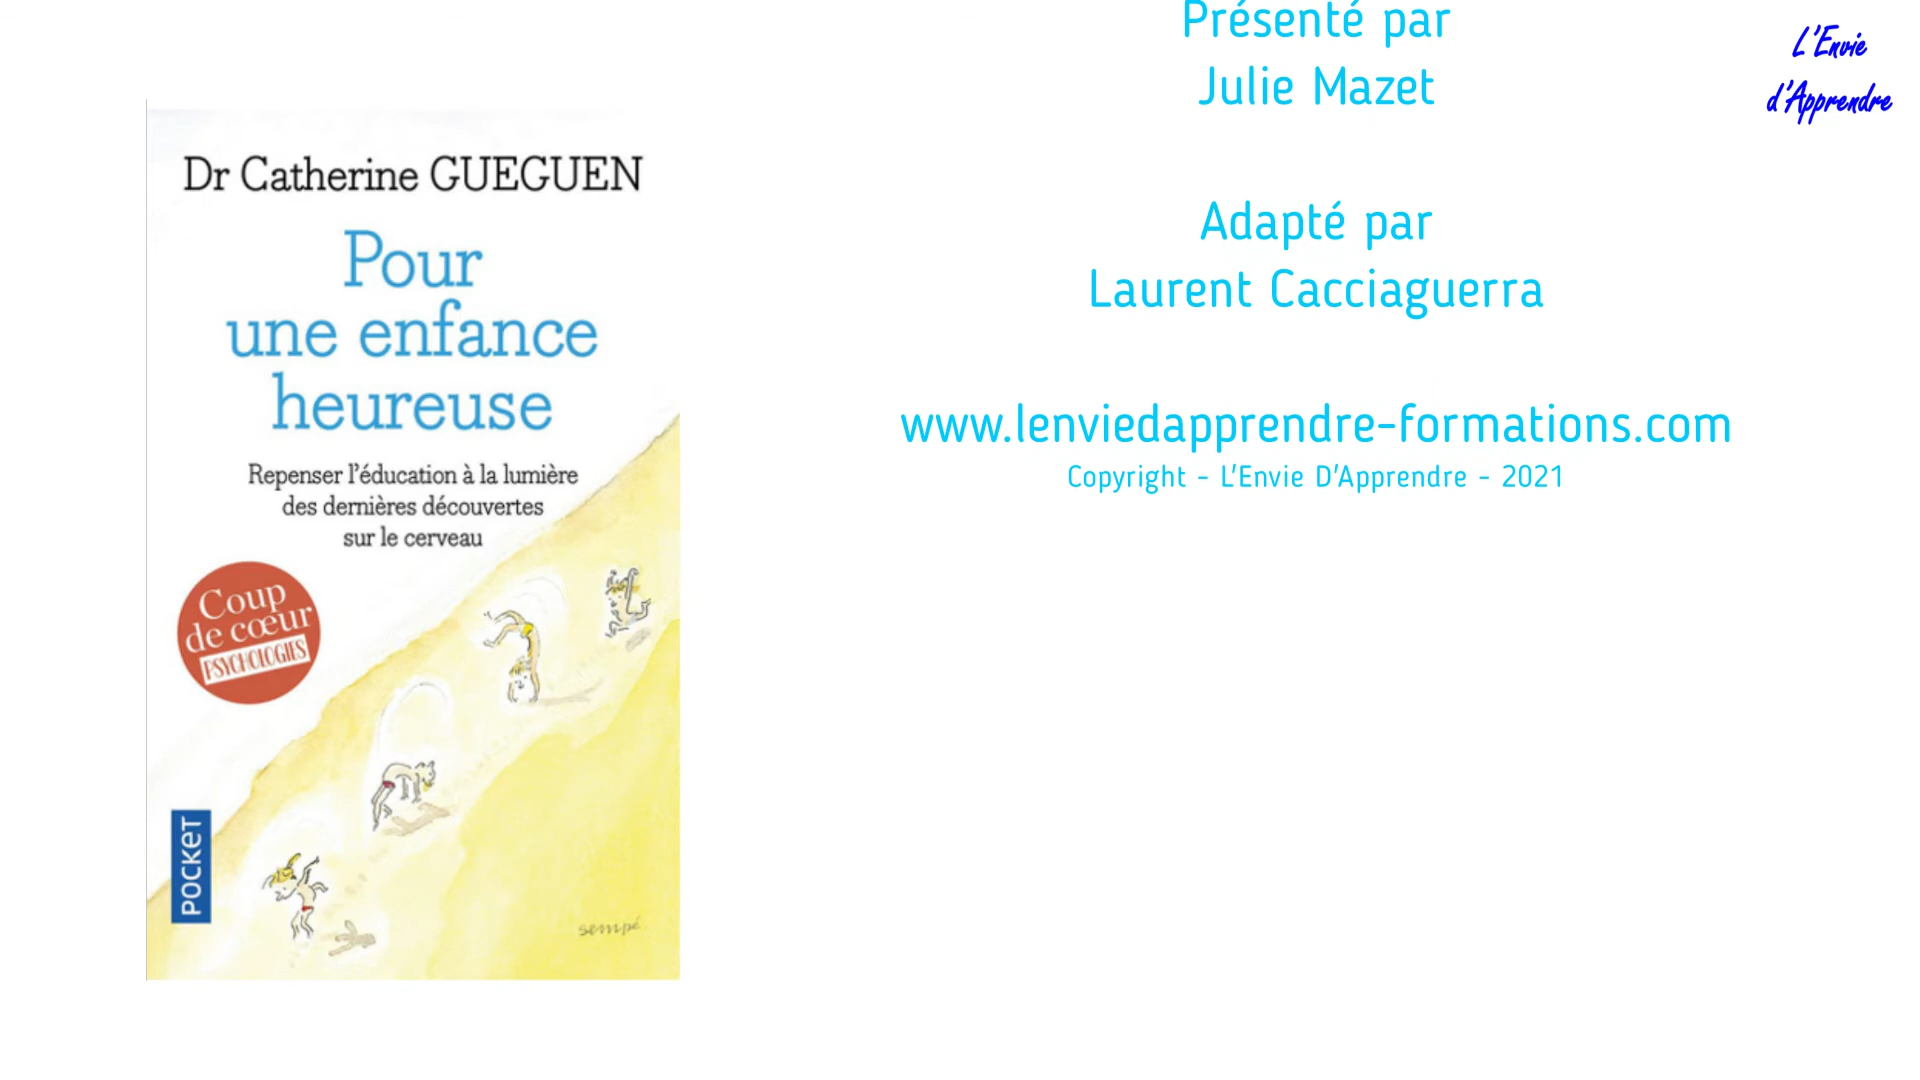 Dr Catherine GUEGUEN
Pour
une enfance
heureuse
Repenser l'éducation à la lumière
des dernières découvertes
sur le cerveau
Coup
de cœur
PSYCHOLOGIES
POCKET
sempé
Présenté par
Julie Mazet
Adapté par
Laurent Cacciaguerra
www.lenviedapprendre-formations.com
Copyright - L'Envie D'Apprendre - 2021
L'Envie
d'Apprendre